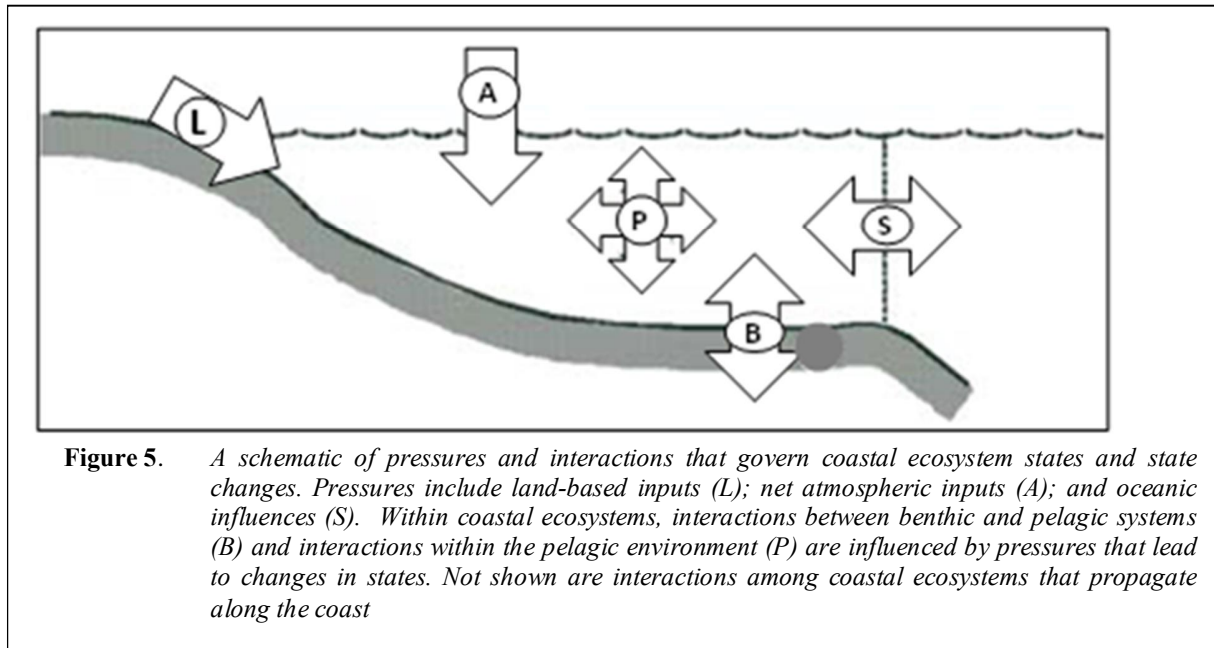 A
L
P
S
B
Figure 5. A schematic of pressures and interactions that govern coastal ecosystem states and state
changes. Pressures include land-based inputs (L); net atmospheric inputs (A); and oceanic
influences (S). Within coastal ecosystems, interactions between benthic and pelagic systems
(B) and interactions within the pelagic environment (P) are influenced by pressures that lead
to changes in states. Not shown are interactions among coastal ecosystems that propagate
along the coast